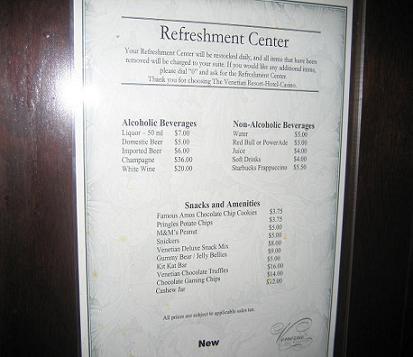 Refreshment Center
Your Refreshment Center will be restocked daily, and all items that have been
removed will be charged to your suite. If you would like any additional items,
please dial "0" and ask for the Refreshment Center.
Thank you for choosing The Venetian Resort-Hotel-Casino.
Alcoholic Beverages
Liquor – 50 ml $7.00
Domestic Beer $5.00
Imported Beer $6.00
Champagne $36.00
White Wine $20.00
Non-Alcoholic Beverages
Water $5.00
Red Bull or PowerAde $5.00
Juice $4.00
Soft Drinks $4.00
Starbucks Frappuccino $5.50
Snacks and Amenities
Famous Amos Chocolate Chip Cookies $3.75
Pringles Potato Chips $3.75
M&M's Peanut $5.00
Snickers $5.00
Venetian Deluxe Snack Mix $8.00
Gummy Bear / Jelly Bellies $9.00
Kit Kat Bar $5.00
Venetian Chocolate Truffles $16.00
Chocolate Gaming Chips $14.00
Cashew Jar $12.00
All prices are subject to applicable sales tax.
New